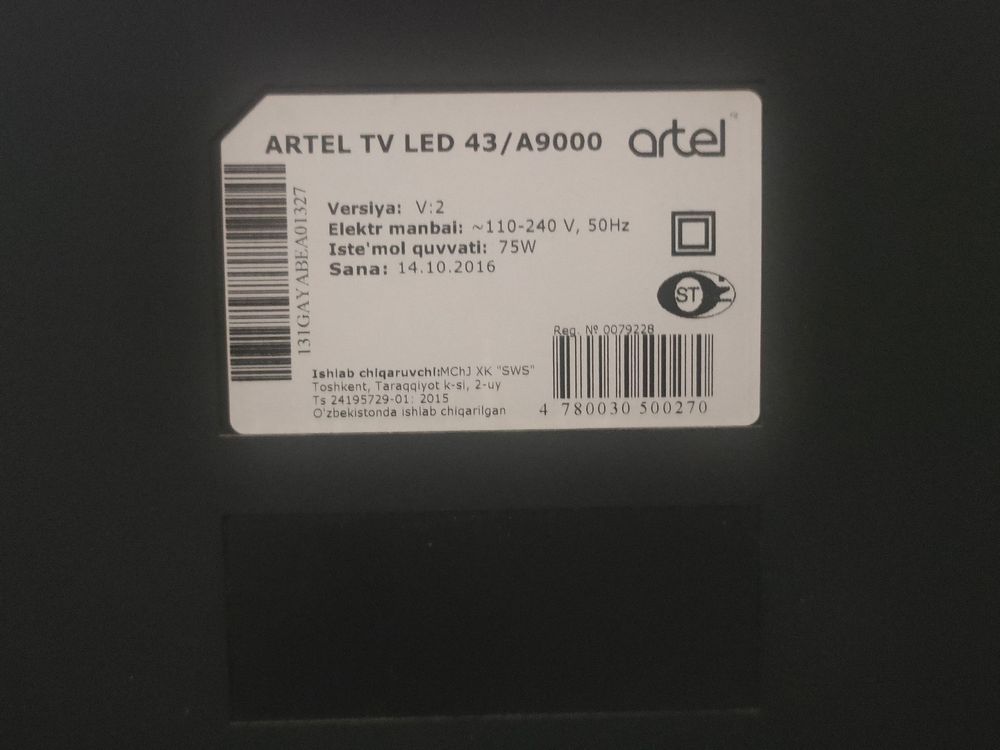 ARTEL TV LED 43/A9000
artel
131GAYABEA01327
Versiya: V:2
Elektr manbai: ~110-240 V, 50Hz
Iste'mol quvvati: 75W
Sana: 14.10.2016
ST
Reg. № 0079228
4 780030 500270
Ishlab chiqaruvchi:MChJ XK "SWS"
Toshkent, Taraqqiyot k-si, 2-uy
Ts 24195729-01: 2015
O'zbekistonda ishlab chiqarilgan